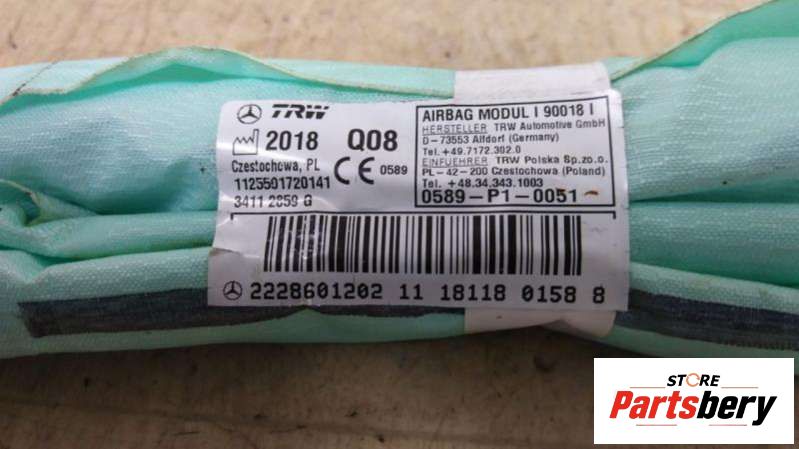 TRW
2018 Q08
Czestochowa, PL
CE 0589
1125501720141
3411 2859 G
AIRBAG MODUL I 90018 I
HERSTELLER TRW Automotive GmbH
D-73553 Alfdorf (Germany)
Tel.+49.7172.302.0
EINFUEHRER TRW Polska Sp.zo.o.
PL-42-200 Czestochowa (Poland)
Tel. +48.34.343.1003
0589-P1-0051
2228601202 11 18118 0158 8
STORE
Partsbery